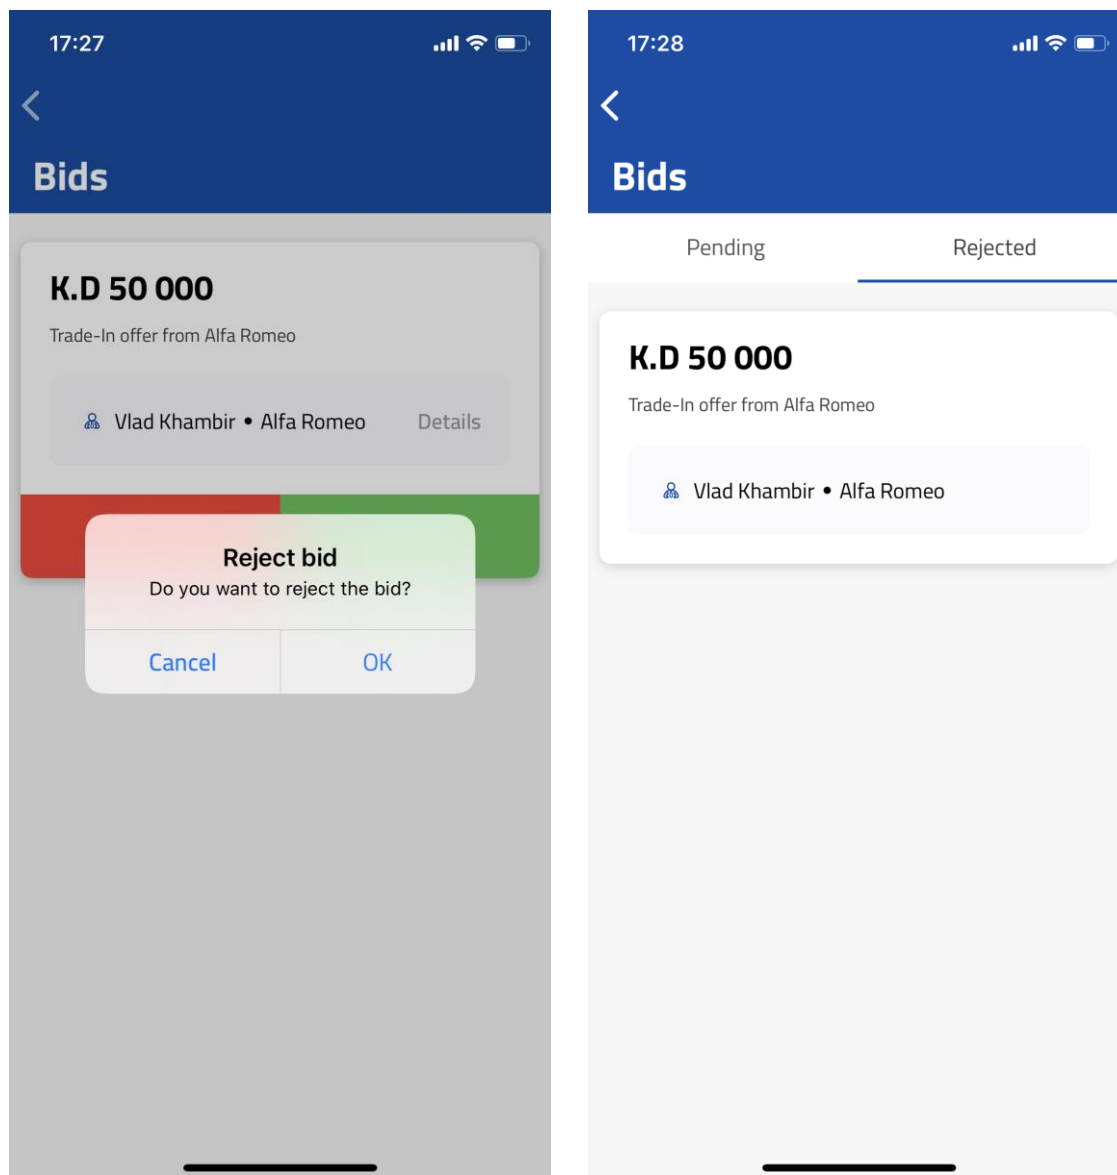 17:27
Bids
K.D 50 000
Trade-In offer from Alfa Romeo
Vlad Khambir • Alfa Romeo Details
Reject bid
Do you want to reject the bid?
Cancel OK
17:28
Bids
Pending Rejected
K.D 50 000
Trade-In offer from Alfa Romeo
Vlad Khambir • Alfa Romeo